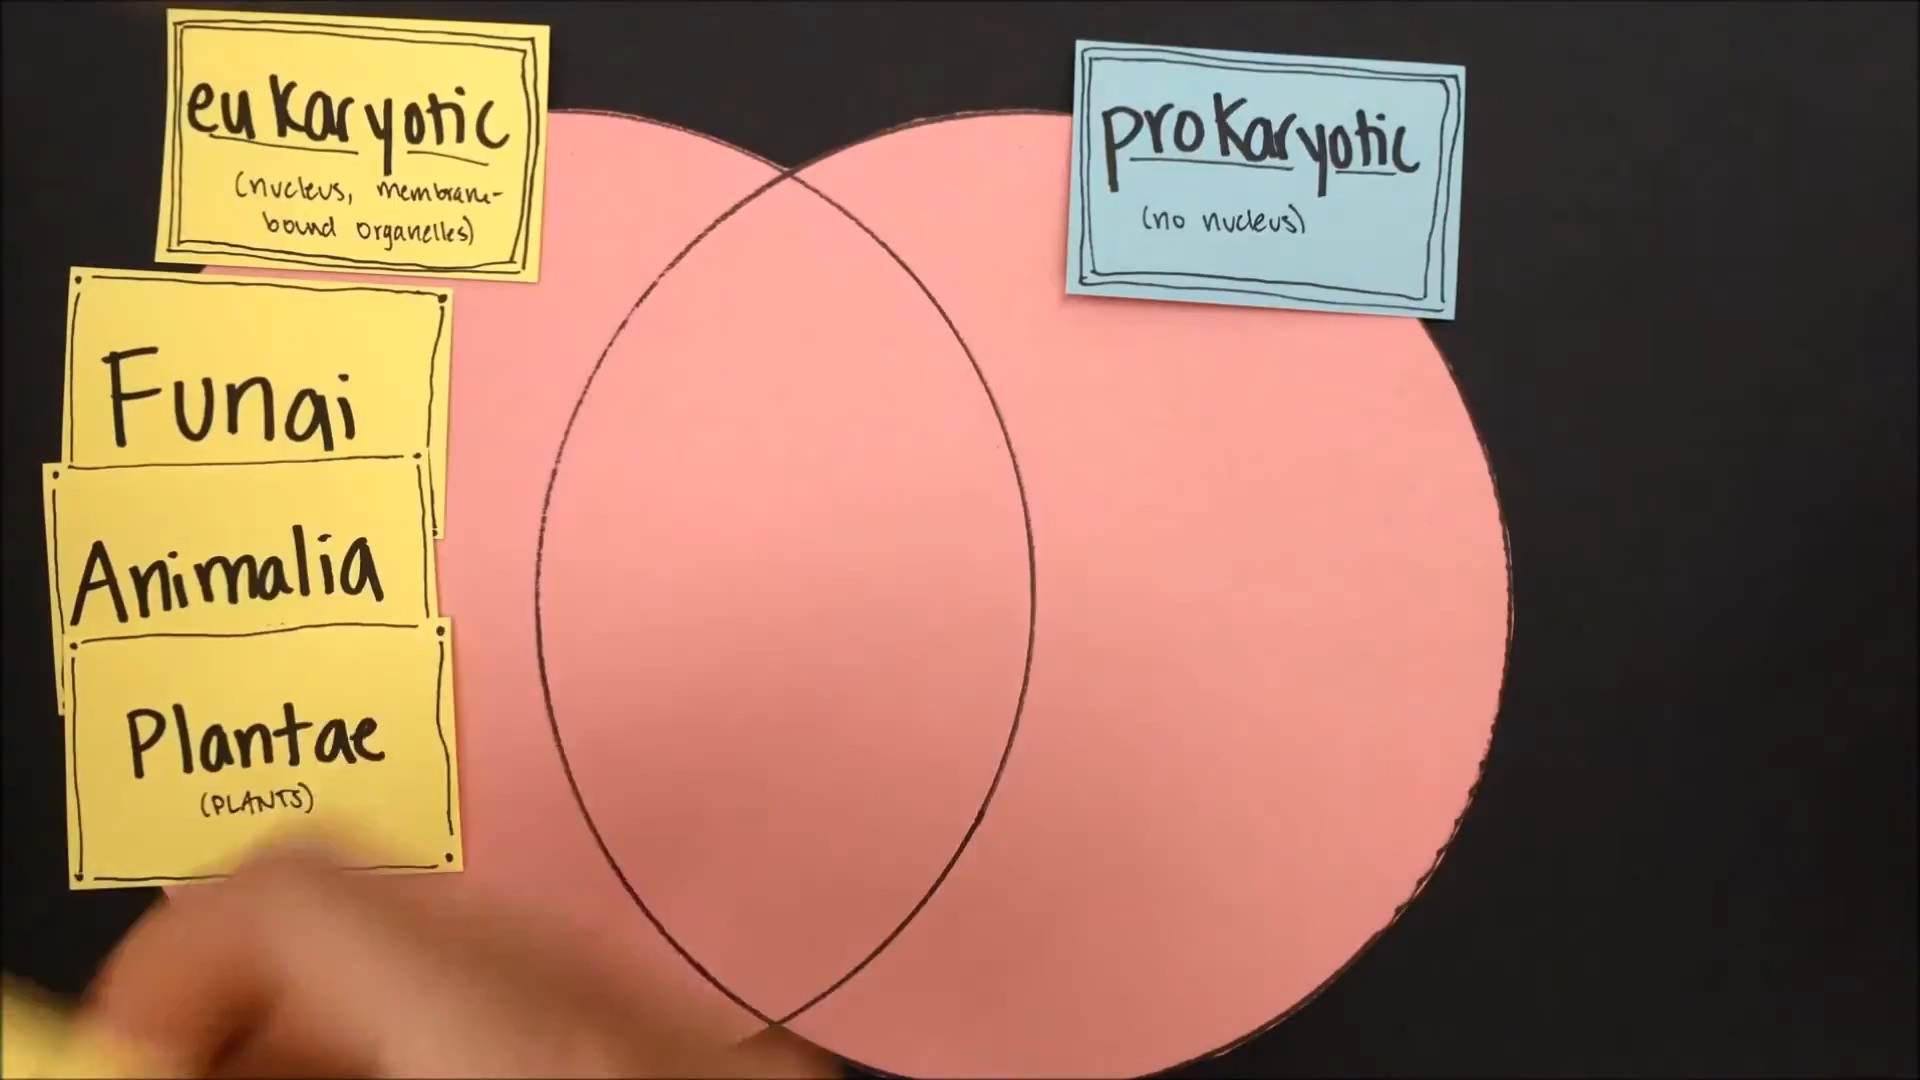 eukaryotic
(nucleus, membrane-
bound organelles)
prokaryotic
(no nucleus)
Fungi
Animalia
Plantae
(PLANTS)